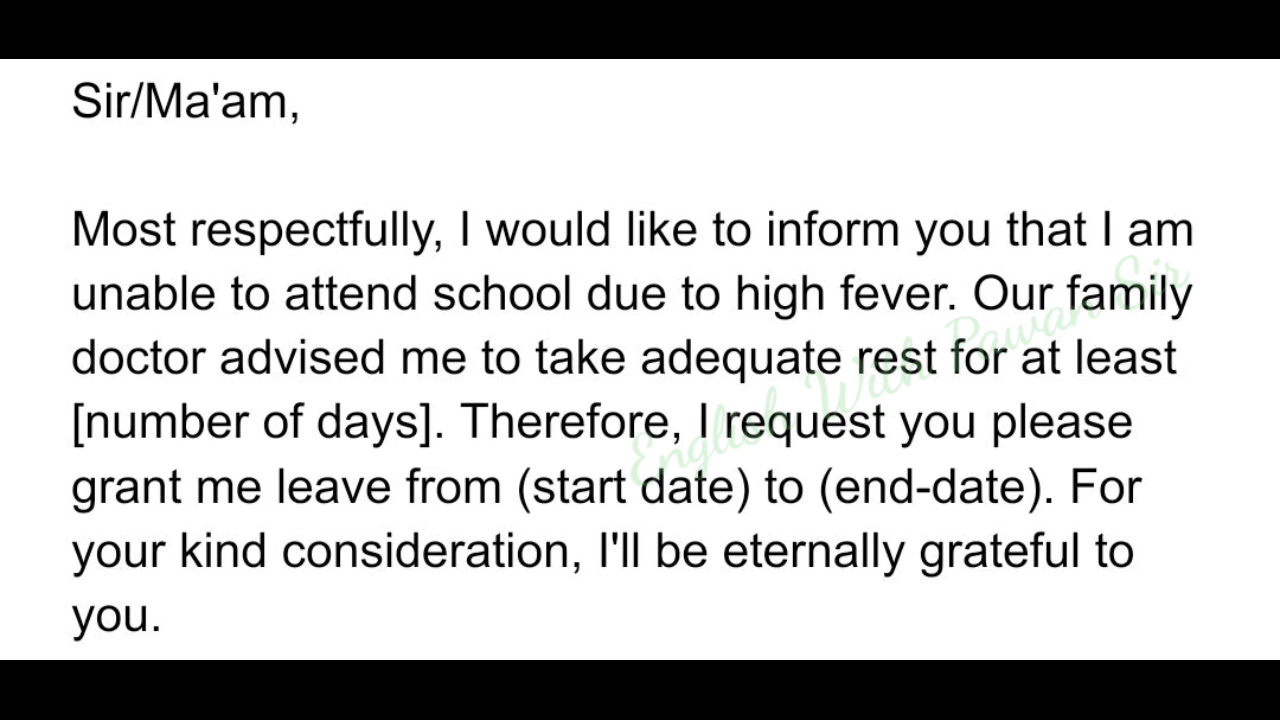 Sir/Ma'am,
Most respectfully, I would like to inform you that I am
unable to attend school due to high fever. Our family
doctor advised me to take adequate rest for at least
[number of days]. Therefore, I request you please
grant me leave from (start date) to (end-date). For
your kind consideration, I'll be eternally grateful to
you.
English With Pawan Sir